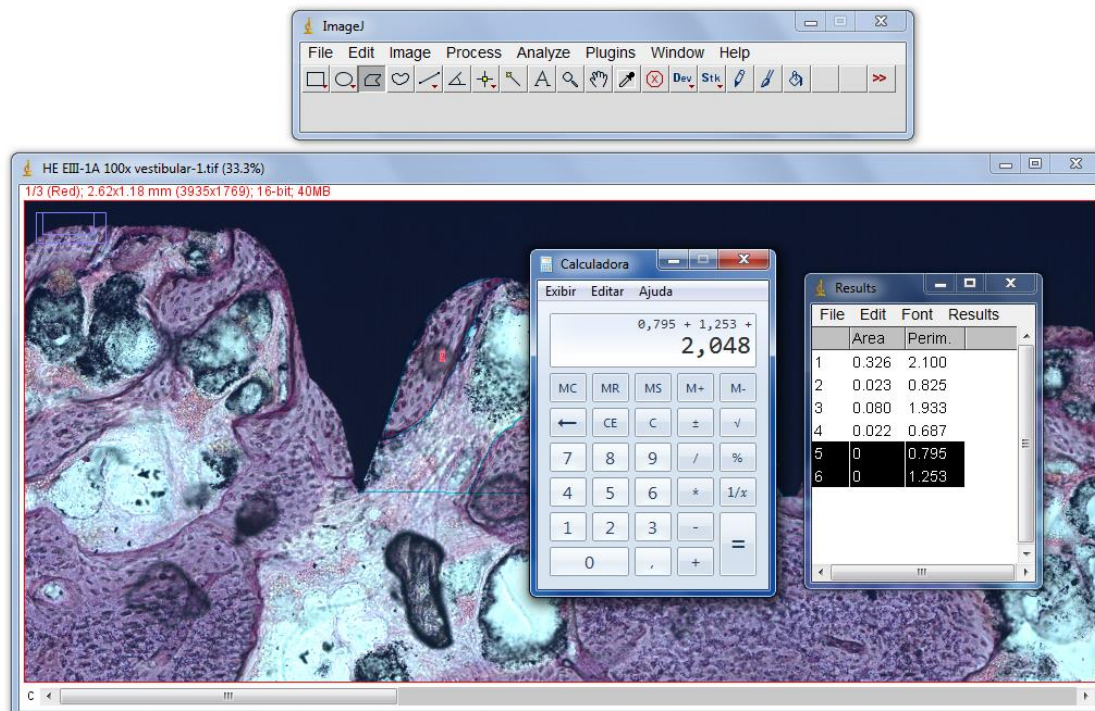 ImageJ
File Edit Image Process Analyze Plugins Window Help
A Dev Stk >>
HE EIII-1A 100x vestibular-1.tif (33.3%)
1/3 (Red); 2.62x1.18 mm (3935x1769); 16-bit; 40MB
Calculadora
Exibir Editar Ajuda
0,795 + 1,253 +
2,048
MC MR MS M+ M-
← CE C ± √
7 8 9 / %
4 5 6 * 1/x
1 2 3 - =
0 , +
Results
File Edit Font Results
Area Perim.
1 0.326 2.100
2 0.023 0.825
3 0.080 1.933
4 0.022 0.687
5 0 0.795
6 0 1.253
C